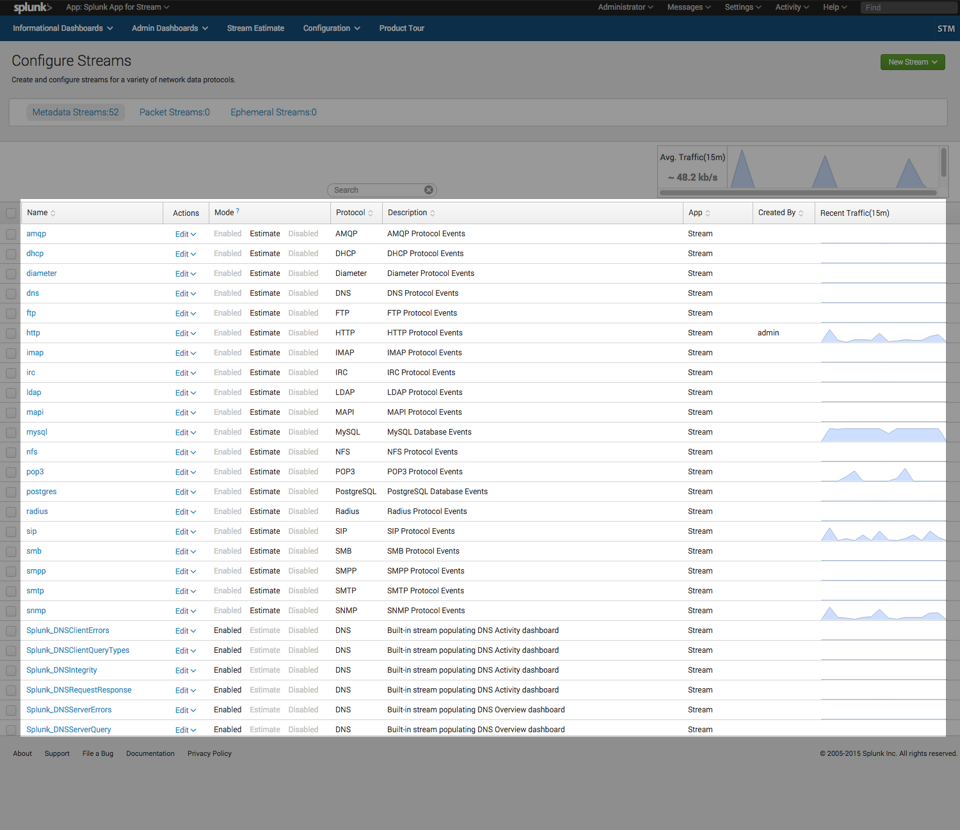 splunk> App: Splunk App for Stream Administrator Messages Settings Activity Help Find
Informational Dashboards Admin Dashboards Stream Estimate Configuration Product Tour STM
Configure Streams
New Stream
Create and configure streams for a variety of network data protocols.
Metadata Streams:52 Packet Streams:0 Ephemeral Streams:0
Avg. Traffic(15m)
~ 48.2 kb/s
Search
Name Actions Mode ? Protocol Description App Created By Recent Traffic(15m)
amqp Edit Enabled Estimate Disabled AMQP AMQP Protocol Events Stream
dhcp Edit Enabled Estimate Disabled DHCP DHCP Protocol Events Stream
diameter Edit Enabled Estimate Disabled Diameter Diameter Protocol Events Stream
dns Edit Enabled Estimate Disabled DNS DNS Protocol Events Stream
ftp Edit Enabled Estimate Disabled FTP FTP Protocol Events Stream
http Edit Enabled Estimate Disabled HTTP HTTP Protocol Events Stream admin
imap Edit Enabled Estimate Disabled IMAP IMAP Protocol Events Stream
irc Edit Enabled Estimate Disabled IRC IRC Protocol Events Stream
ldap Edit Enabled Estimate Disabled LDAP LDAP Protocol Events Stream
mapi Edit Enabled Estimate Disabled MAPI MAPI Protocol Events Stream
mysql Edit Enabled Estimate Disabled MySQL MySQL Database Events Stream
nfs Edit Enabled Estimate Disabled NFS NFS Protocol Events Stream
pop3 Edit Enabled Estimate Disabled POP3 POP3 Protocol Events Stream
postgres Edit Enabled Estimate Disabled PostgreSQL PostgreSQL Database Events Stream
radius Edit Enabled Estimate Disabled Radius Radius Protocol Events Stream
sip Edit Enabled Estimate Disabled SIP SIP Protocol Events Stream
smb Edit Enabled Estimate Disabled SMB SMB Protocol Events Stream
smpp Edit Enabled Estimate Disabled SMPP SMPP Protocol Events Stream
smtp Edit Enabled Estimate Disabled SMTP SMTP Protocol Events Stream
snmp Edit Enabled Estimate Disabled SNMP SNMP Protocol Events Stream
Splunk_DNSClientErrors Edit Enabled Estimate Disabled DNS Built-in stream populating DNS Activity dashboard Stream
Splunk_DNSClientQueryTypes Edit Enabled Estimate Disabled DNS Built-in stream populating DNS Activity dashboard Stream
Splunk_DNSIntegrity Edit Enabled Estimate Disabled DNS Built-in stream populating DNS Activity dashboard Stream
Splunk_DNSRequestResponse Edit Enabled Estimate Disabled DNS Built-in stream populating DNS Activity dashboard Stream
Splunk_DNSServerErrors Edit Enabled Estimate Disabled DNS Built-in stream populating DNS Overview dashboard Stream
Splunk_DNSServerQuery Edit Enabled Estimate Disabled DNS Built-in stream populating DNS Overview dashboard Stream
About Support File a Bug Documentation Privacy Policy © 2005-2015 Splunk Inc. All rights reserved.